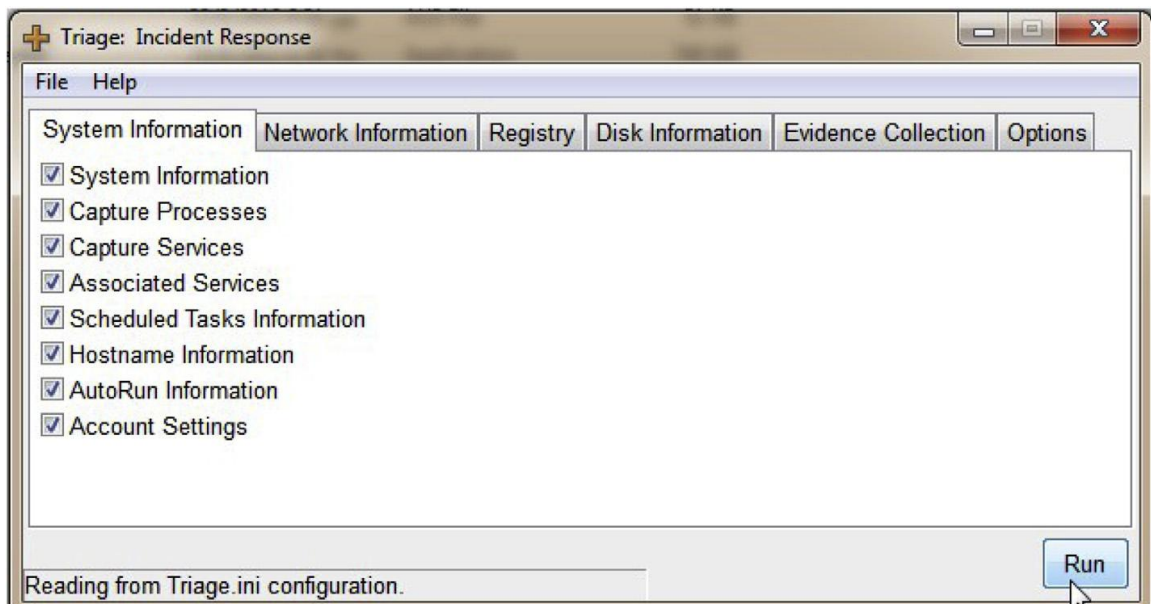 Triage: Incident Response
File Help
System Information Network Information Registry Disk Information Evidence Collection Options
System Information
Capture Processes
Capture Services
Associated Services
Scheduled Tasks Information
Hostname Information
AutoRun Information
Account Settings
Run
Reading from Triage.ini configuration.